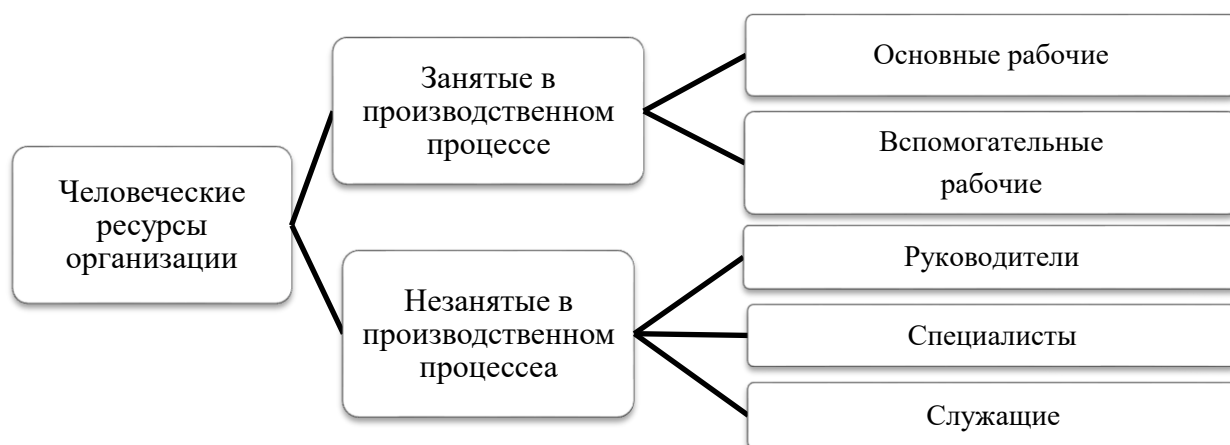 Человеческие
ресурсы
организации
Занятые в
производственном
процессе
Основные рабочие
Вспомогательные
рабочие
Незанятые в
производственном
процессеа
Руководители
Специалисты
Служащие